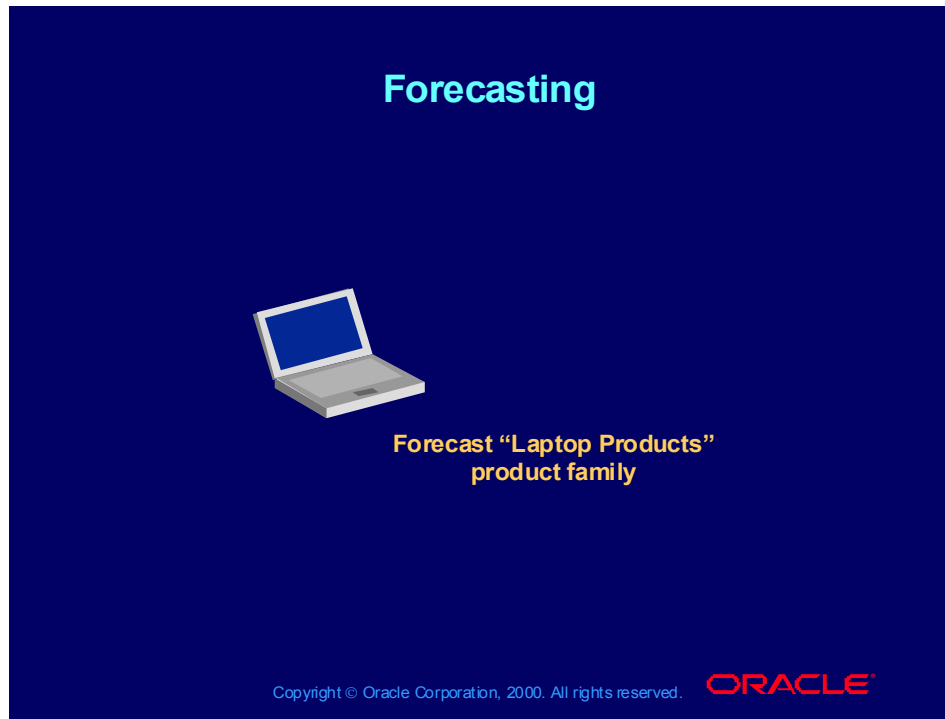 Forecasting
Forecast “Laptop Products”
product family
Copyright © Oracle Corporation, 2000. All rights reserved.
ORACLE®